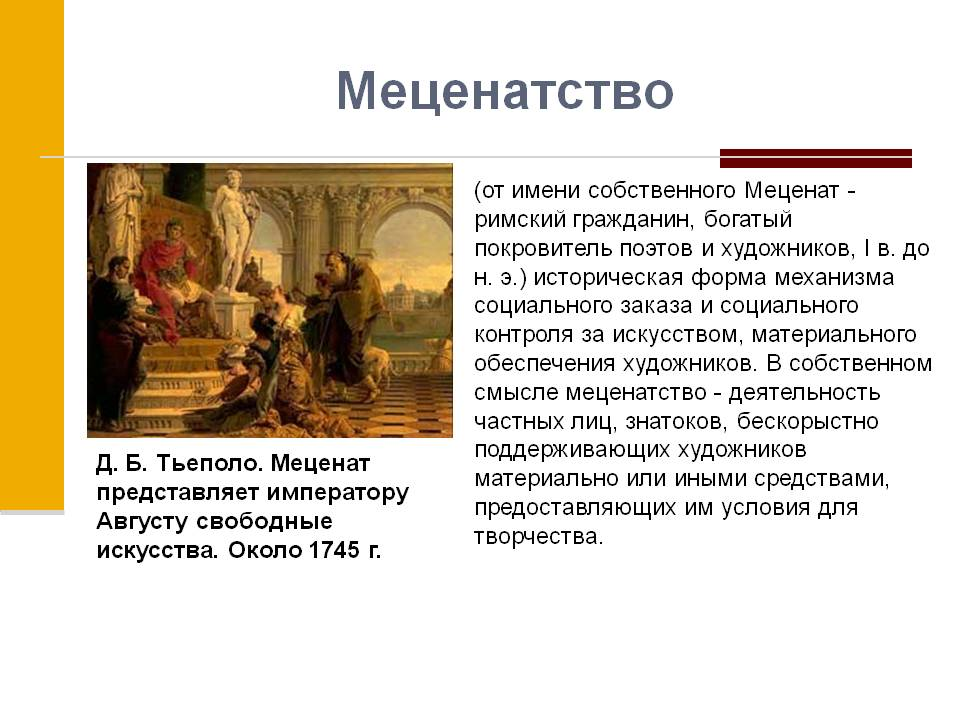 Меценатство
(от имени собственного Меценат -
римский гражданин, богатый
покровитель поэтов и художников, I в. до
н. э.) историческая форма механизма
социального заказа и социального
контроля за искусством, материального
обеспечения художников. В собственном
смысле меценатство - деятельность
частных лиц, знатоков, бескорыстно
поддерживающих художников
материально или иными средствами,
предоставляющих им условия для
творчества.
Д. Б. Тьеполо. Меценат
представляет императору
Августу свободные
искусства. Около 1745 г.